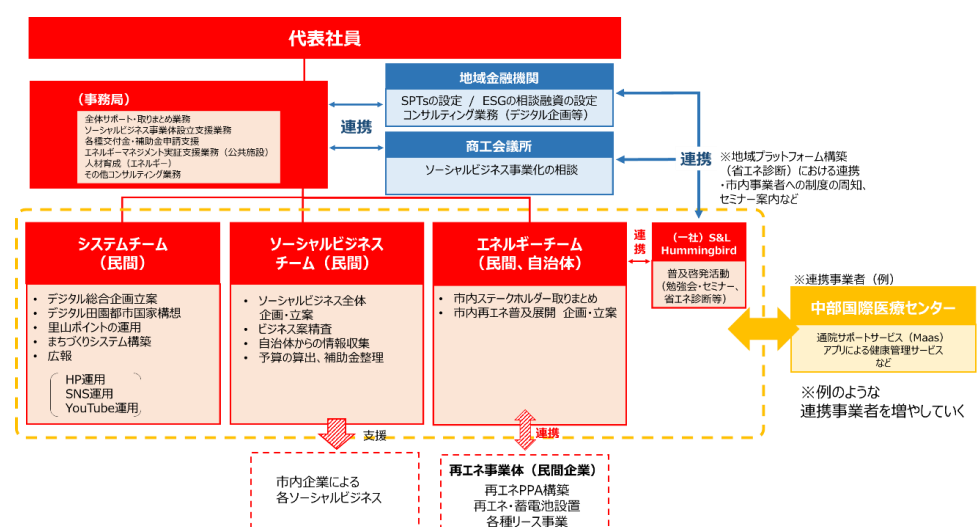 代表社員
（事務局）
全体サポート・取りまとめ業務
ソーシャルビジネス事業体設立支援業務
各種交付金・補助金申請支援
エネルギーマネジメント実証支援業務（公共施設）
人材育成（エネルギー）
その他コンサルティング業務
連携
地域金融機関
SPTsの設定 / ESGの相談融資の設定
コンサルティング業務（デジタル企画等）
商工会議所
ソーシャルビジネス事業化の相談
連携
※地域プラットフォーム構築
（省エネ診断）における連携
・市内事業者への制度の周知、
セミナー案内など
システムチーム
（民間）
• デジタル総合企画立案
• デジタル田園都市国家構想
• 里山ポイントの運用
• まちづくりシステム構築
• 広報
HP運用
SNS運用
YouTube運用
ソーシャルビジネス
チーム（民間）
• ソーシャルビジネス全体
企画・立案
• ビジネス案精査
• 自治体からの情報収集
• 予算の算出、補助金整理
エネルギーチーム
（民間、自治体）
• 市内ステークホルダー取りまとめ
• 市内再エネ普及展開 企画・立案
連
携
（一社）S&L
Hummingbird
普及啓発活動
（勉強会・セミナー、
省エネ診断等）
※連携事業者（例）
中部国際医療センター
通院サポートサービス（Maas）
アプリによる健康管理サービス
など
※例のような
連携事業者を増やしていく
支援
連携
市内企業による
各ソーシャルビジネス
再エネ事業体（民間企業）
再エネPPA構築
再エネ・蓄電池設置
各種リース事業